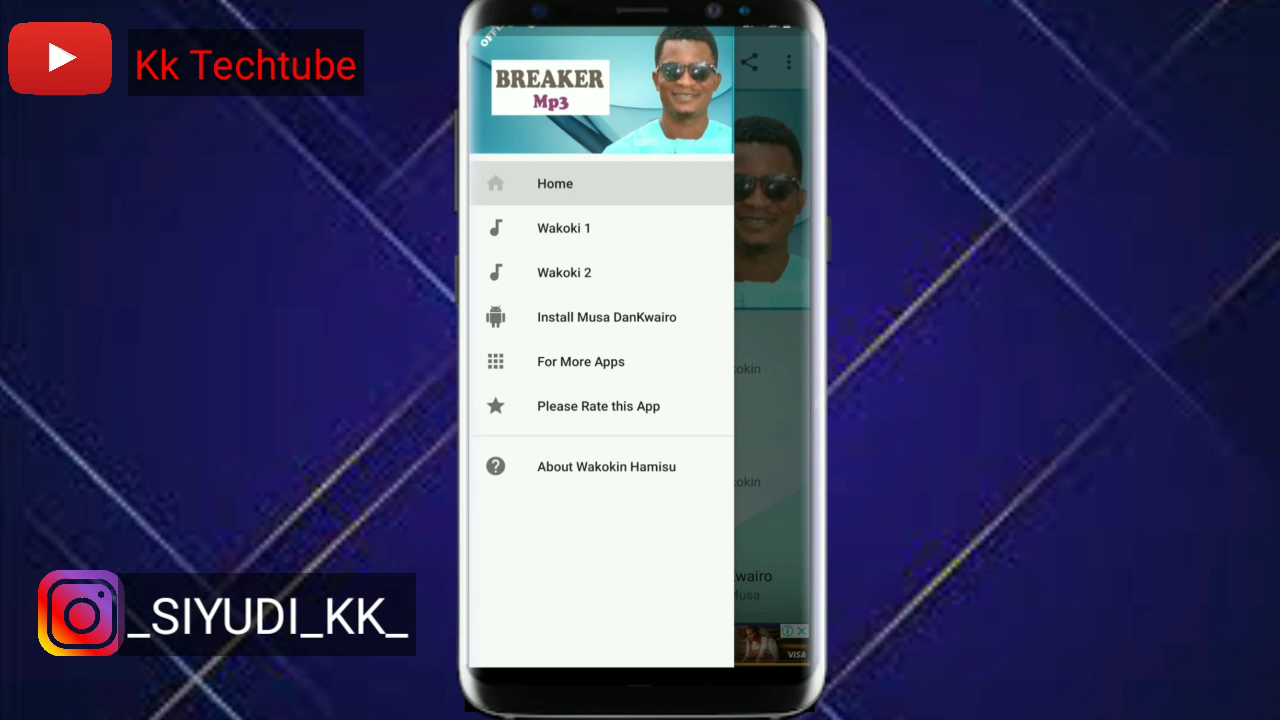 Kk Techtube
BREAKER
Mp3
Home
Wakoki 1
Wakoki 2
Install Musa DanKwairo
For More Apps
Please Rate this App
About Wakokin Hamisu
VISA
_SIYUDI_KK_